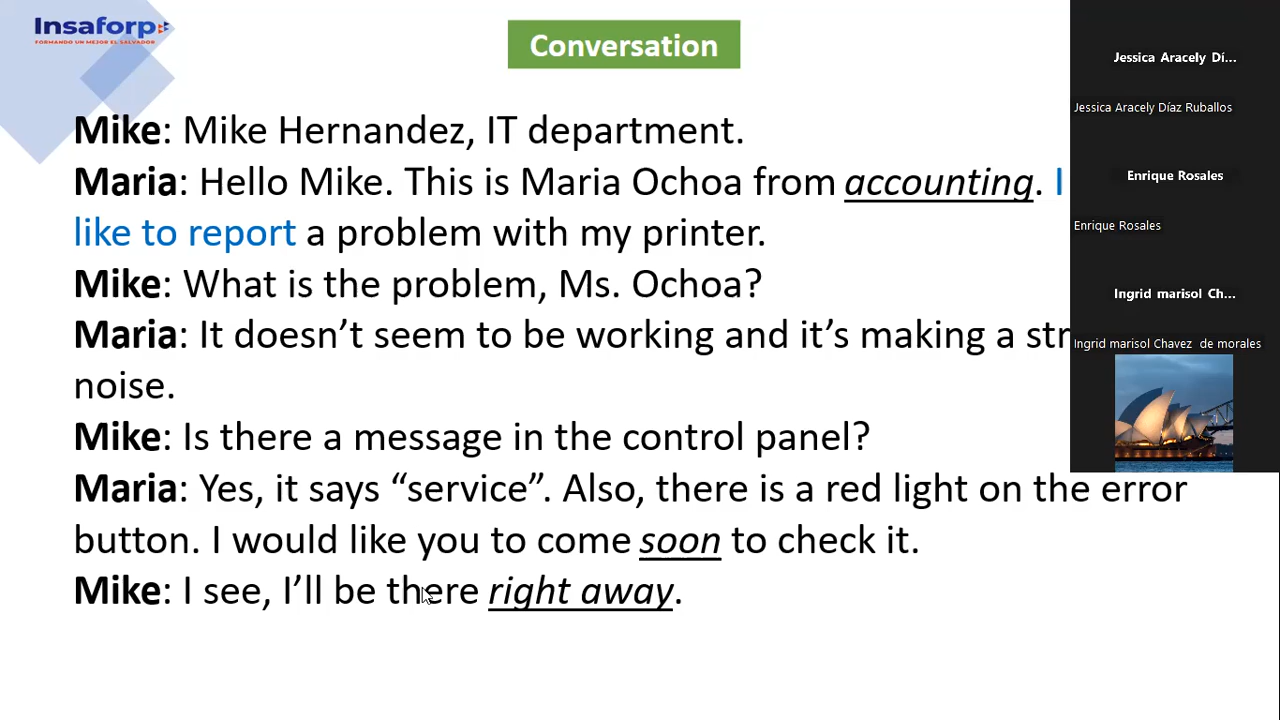 Insaforp
FORMANDO UN MEJOR EL SALVADOR
Conversation
Mike: Mike Hernandez, IT department.
Maria: Hello Mike. This is Maria Ochoa from accounting. I
like to report a problem with my printer.
Mike: What is the problem, Ms. Ochoa?
Maria: It doesn’t seem to be working and it’s making a str
noise.
Mike: Is there a message in the control panel?
Maria: Yes, it says “service”. Also, there is a red light on the error
button. I would like you to come soon to check it.
Mike: I see, I’ll be there right away.
Jessica Aracely Dí...
Jessica Aracely Díaz Ruballos
Enrique Rosales
Enrique Rosales
Ingrid marisol Ch...
Ingrid marisol Chavez de morales